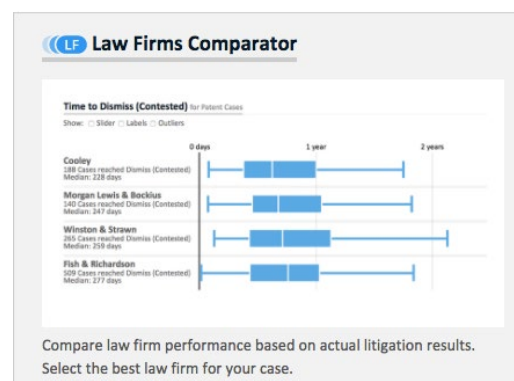 LF Law Firms Comparator
Time to Dismiss (Contested) for Patent Cases
Show: Slider Labels Outliers
0 days 1 year 2 years
Cooley
188 Cases reached Dismiss (Contested)
Median: 228 days
Morgan Lewis & Bockius
140 Cases reached Dismiss (Contested)
Median: 247 days
Winston & Strawn
265 Cases reached Dismiss (Contested)
Median: 259 days
Fish & Richardson
509 Cases reached Dismiss (Contested)
Median: 277 days
Compare law firm performance based on actual litigation results.
Select the best law firm for your case.